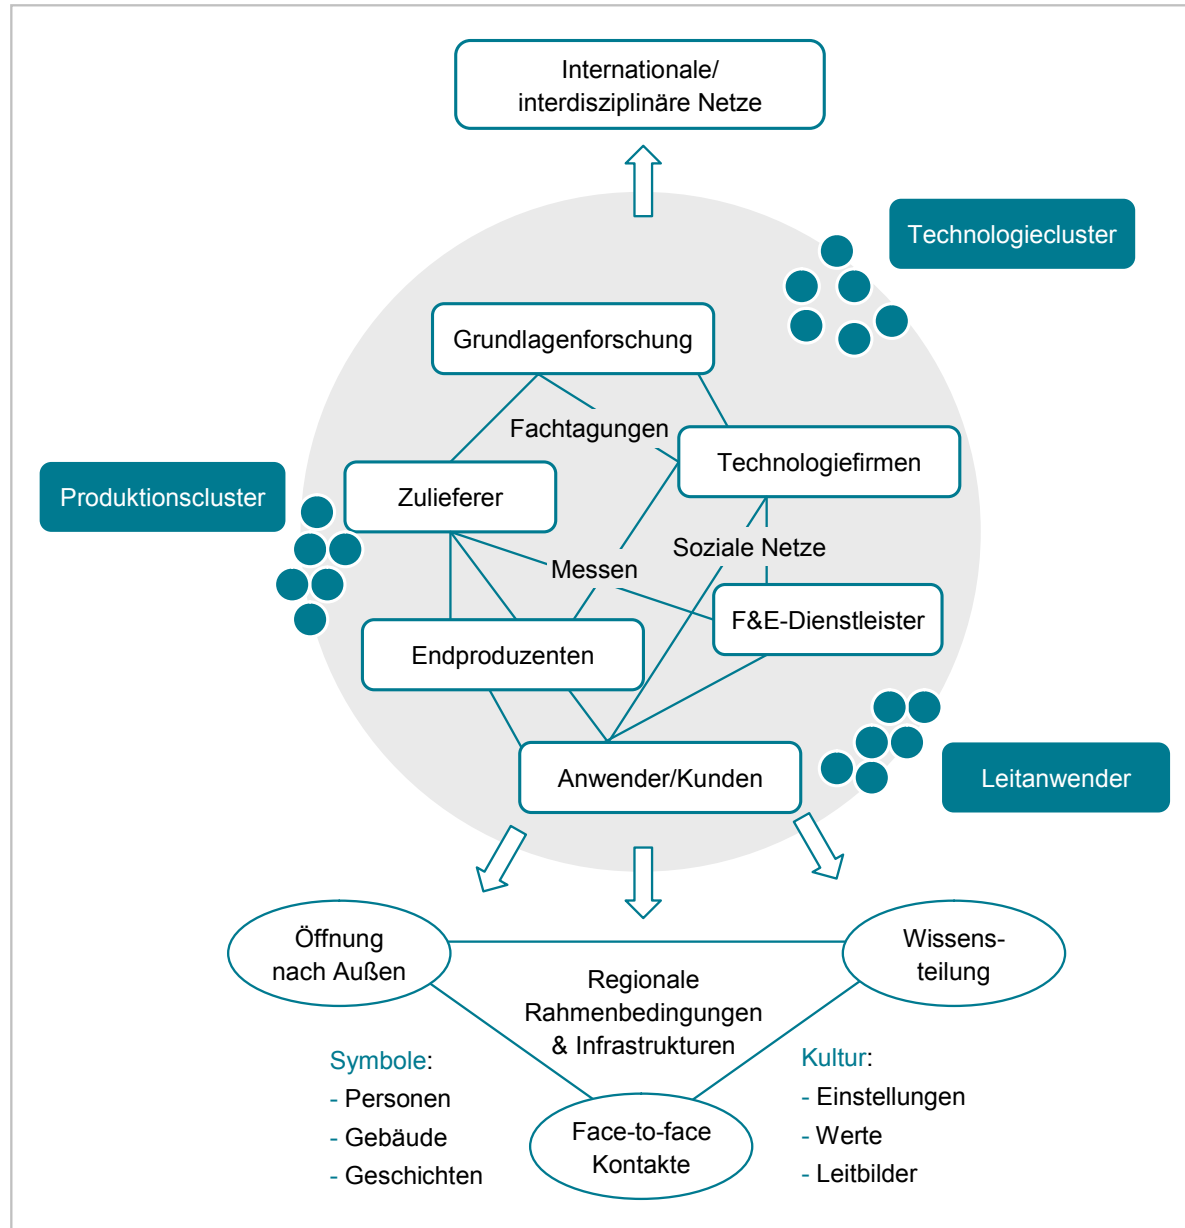 Internationale/
interdisziplinäre Netze
Technologiecluster
Grundlagenforschung
Fachtagungen
Technologiefirmen
Produktionscluster
Zulieferer
Soziale Netze
Messen
F&E-Dienstleister
Endproduzenten
Anwender/Kunden
Leitanwender
Öffnung
nach Außen
Wissens-
teilung
Regionale
Rahmenbedingungen
& Infrastrukturen
Symbole:
- Personen
- Gebäude
- Geschichten
Kultur:
- Einstellungen
- Werte
- Leitbilder
Face-to-face
Kontakte